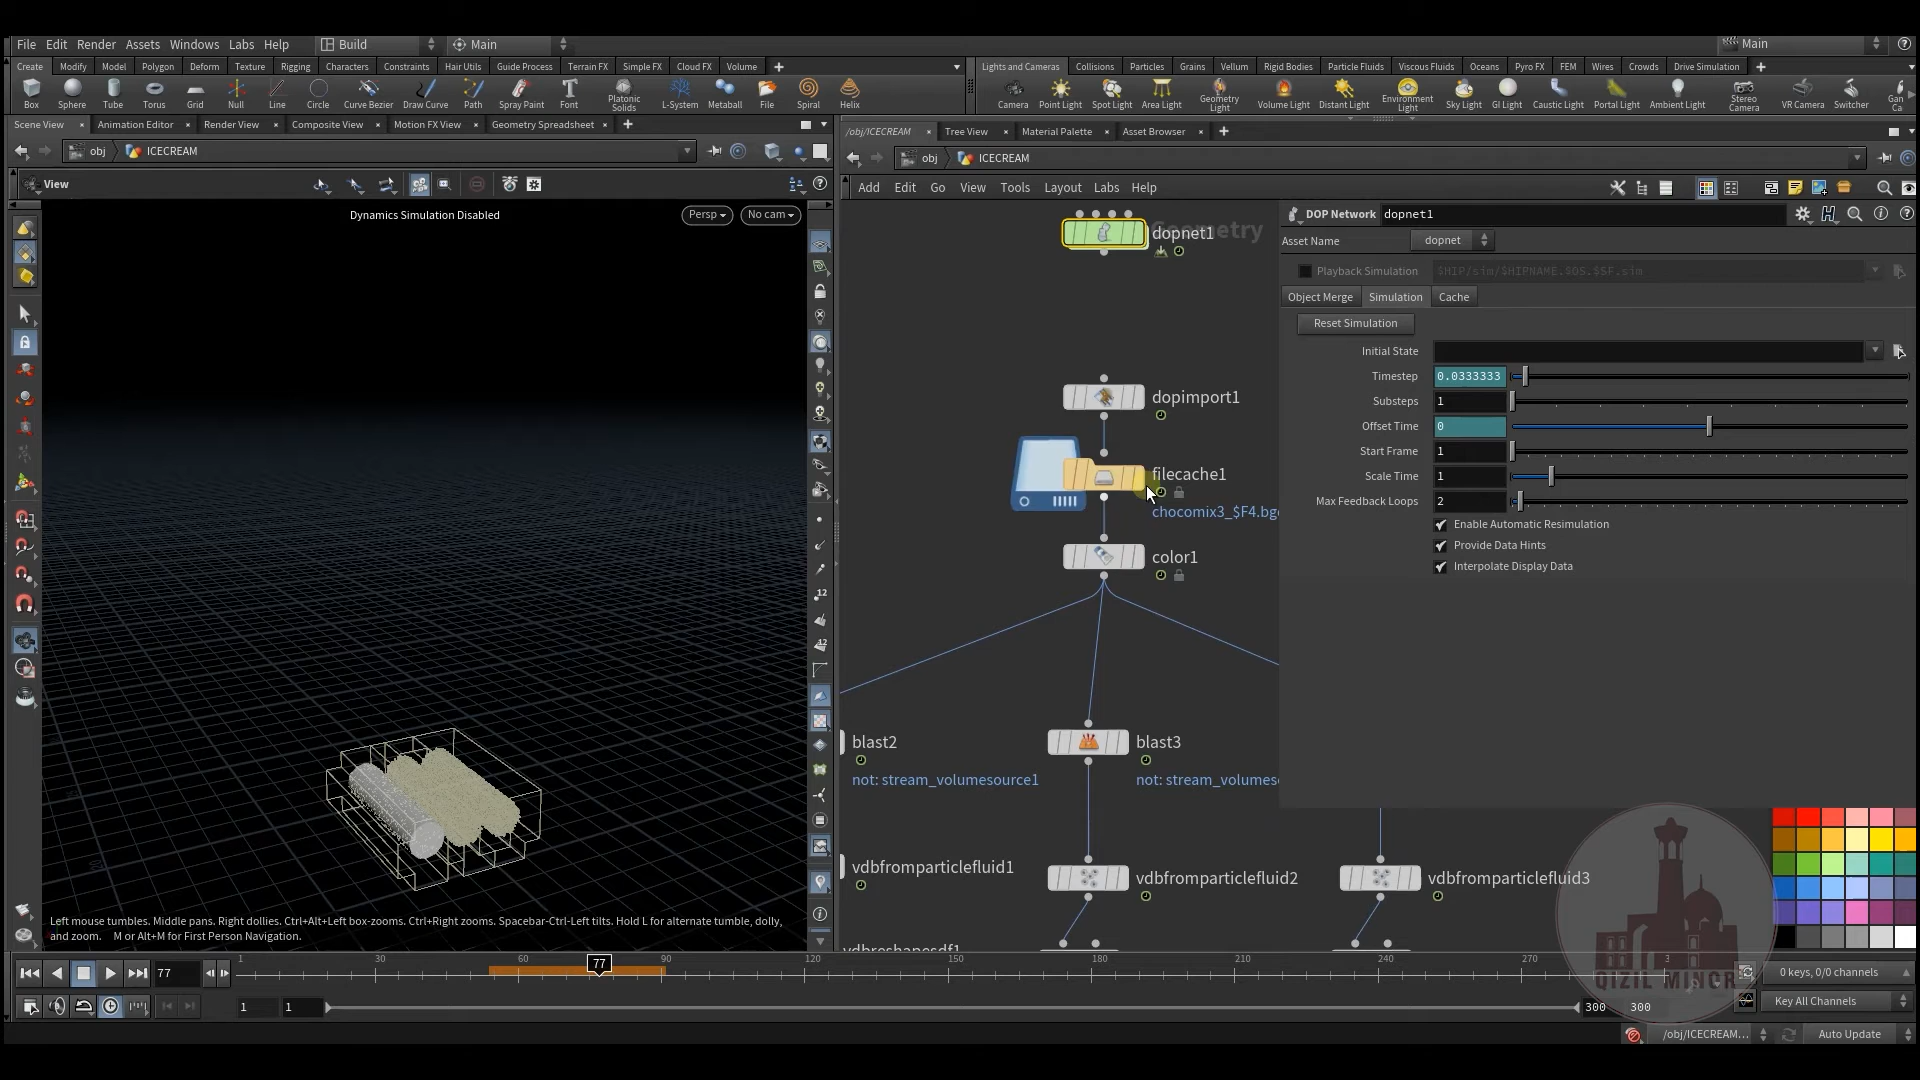 File Edit Render Assets Windows Labs Help Build Main Main
Create Modify Model Polygon Deform Texture Rigging Characters Constraints Hair Utils Guide Process Terrain FX Simple FX Cloud FX Volume
Lights and Cameras Collisions Particles Grains Vellum Rigid Bodies Particle Fluids Viscous Fluids Oceans Pyro FX FEM Wires Crowds Drive Simulation
Box Sphere Tube Torus Grid Null Line Circle Curve Bezier Draw Curve Path Spray Paint Font Platonic Solids L-System Metaball File Spiral Helix
Camera Point Light Spot Light Area Light Geometry Light Volume Light Distant Light Environment Light Sky Light GI Light Caustic Light Portal Light Ambient Light Stereo Camera VR Camera Switcher
Scene View Animation Editor Render View Composite View Motion FX View Geometry Spreadsheet
/obj/ICECREAM Tree View Material Palette Asset Browser
obj ICECREAM
obj ICECREAM
View
Add Edit Go View Tools Layout Labs Help
Dynamics Simulation Disabled
Persp No cam
dopnet1
dopimport1
filecache1
color1
blast2
not: stream_volumesource1
blast3
vdbfromparticlefluid1
vdbfromparticlefluid2
vdbfromparticlefluid3
DOP Network dopnet1
Asset Name dopnet
Playback Simulation $HIP/sim/$HIPNAME.$OS.$SF.sim
Object Merge Simulation Cache
Reset Simulation
Initial State
Timestep 0.0333333
Substeps 1
Offset Time 0
Start Frame 1
Scale Time 1
Max Feedback Loops 2
Enable Automatic Resimulation
Provide Data Hints
Interpolate Display Data
Left mouse tumbles. Middle pans. Right dollies. Ctrl+Alt+Left box-zooms. Ctrl+Right zooms. Spacebar-Ctrl-Left tilts. Hold L for alternate tumble, dolly,
and zoom. M or Alt+M for First Person Navigation.
QIZIL MINOR
77 1 30 60 77 90 120 150 180 210 240 270
0 keys, 0/0 channels
1 1 300 300
Key All Channels
/obj/ICECREAM... Auto Update